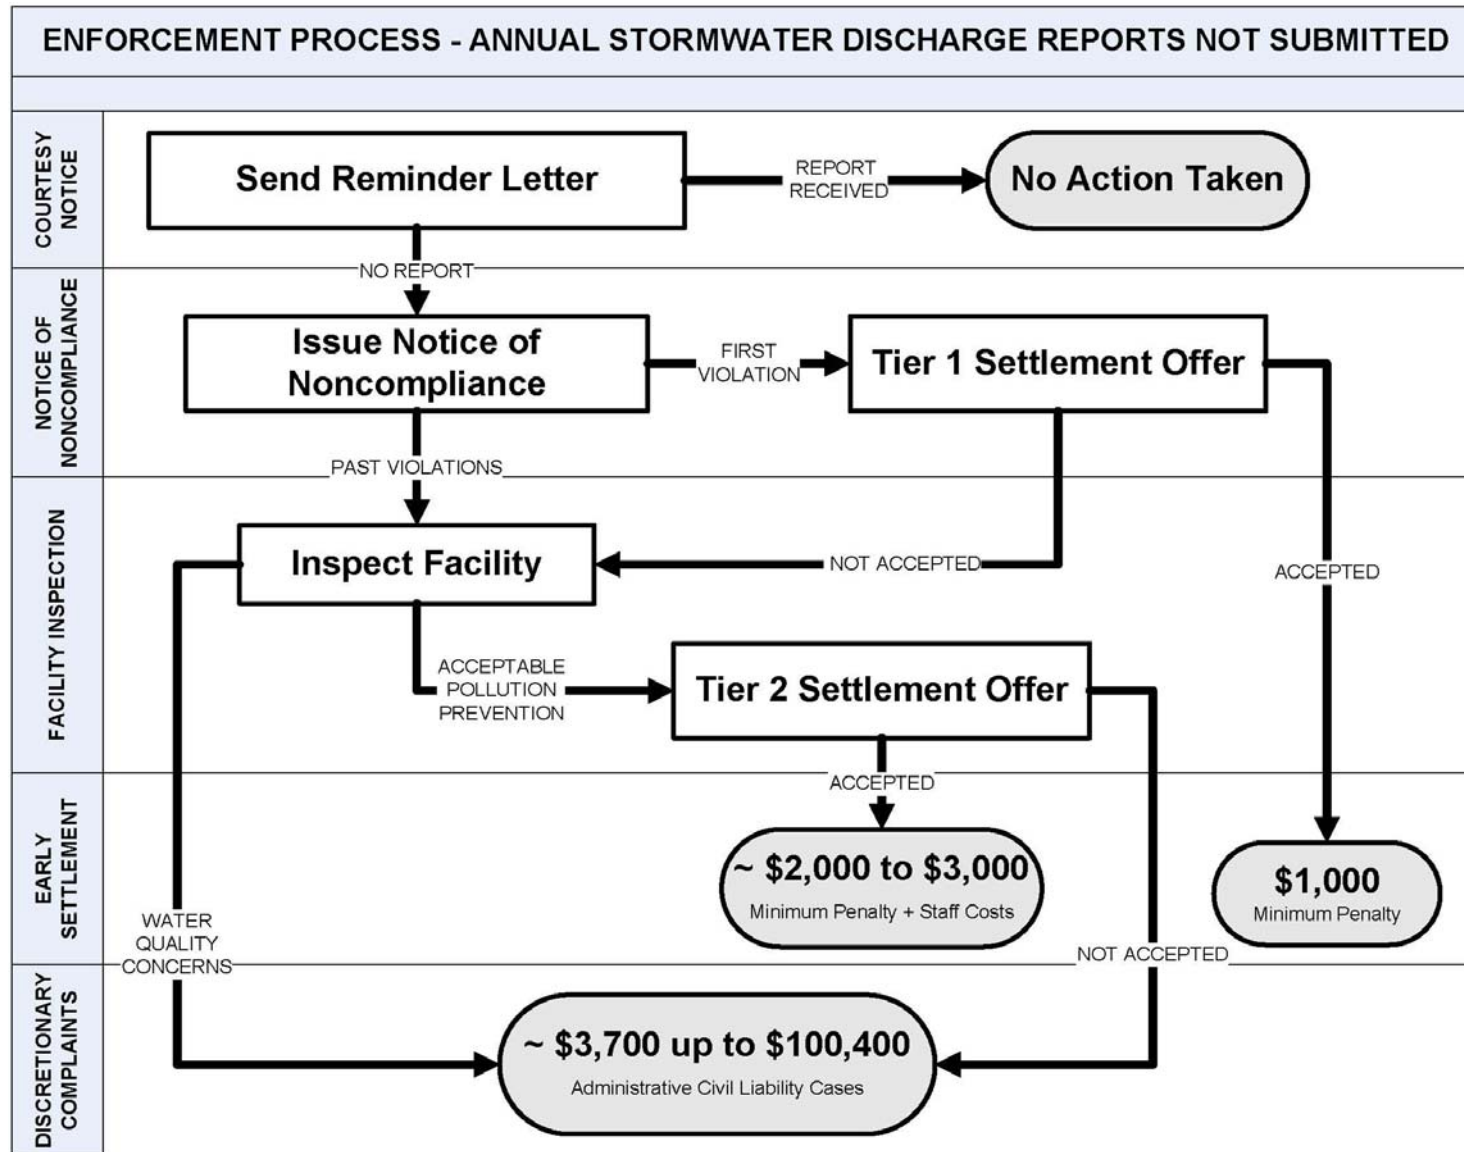 ENFORCEMENT PROCESS - ANNUAL STORMWATER DISCHARGE REPORTS NOT SUBMITTED
COURTESY
NOTICE
Send Reminder Letter
REPORT
RECEIVED
No Action Taken
NO REPORT
NOTICE OF
NONCOMPLIANCE
Issue Notice of
Noncompliance
FIRST
VIOLATION
Tier 1 Settlement Offer
PAST VIOLATIONS
FACILITY INSPECTION
Inspect Facility
NOT ACCEPTED
ACCEPTED
ACCEPTABLE
POLLUTION
PREVENTION
Tier 2 Settlement Offer
ACCEPTED
EARLY
SETTLEMENT
~ $2,000 to $3,000
Minimum Penalty + Staff Costs
$1,000
Minimum Penalty
WATER
QUALITY
CONCERNS
NOT ACCEPTED
DISCRETIONARY
COMPLAINTS
~ $3,700 up to $100,400
Administrative Civil Liability Cases